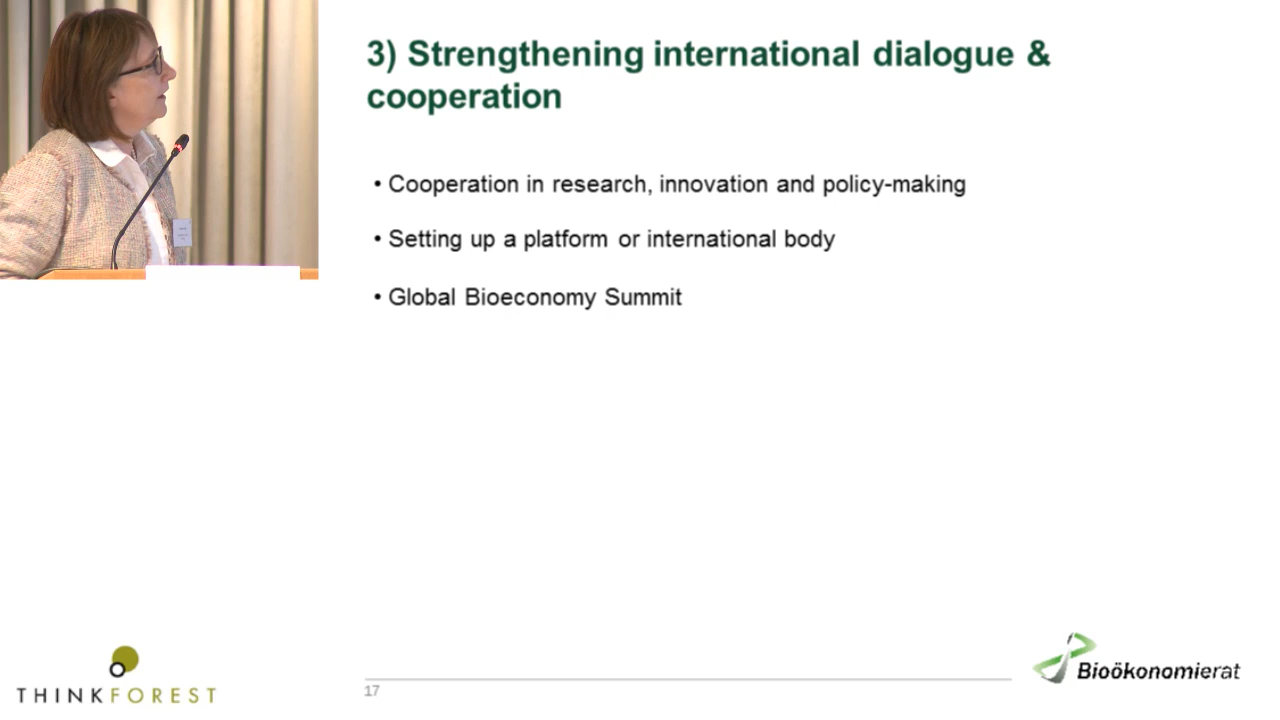 3) Strengthening international dialogue &
cooperation
• Cooperation in research, innovation and policy-making
• Setting up a platform or international body
• Global Bioeconomy Summit
THINKFOREST
17
Bioökonomierat